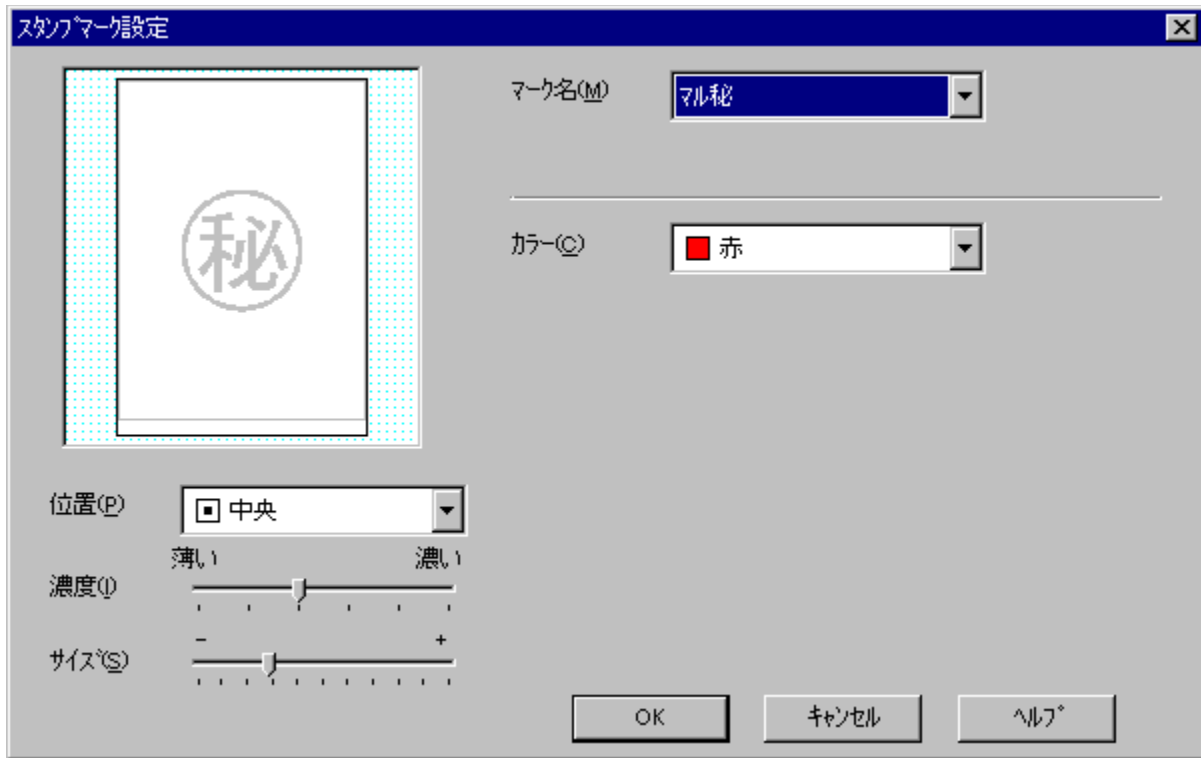 ｽﾀﾝﾌﾟﾏｰｸ設定
ﾏｰｸ名(M)
ﾏﾙ秘
秘
ｶﾗｰ(C)
赤
位置(P)
中央
薄い 濃い
濃度(I)
- +
ｻｲｽﾞ(S)
OK ｷｬﾝｾﾙ ﾍﾙﾌﾟ